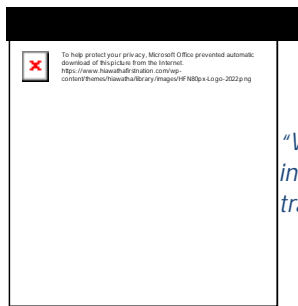 To help protect your privacy, Microsoft Office prevented automatic
download of this picture from the Internet.
https://www.hiawathafirstnation.com/wp-
content/themes/hiawatha/library/images/HFN80px-Logo-2022.png
in